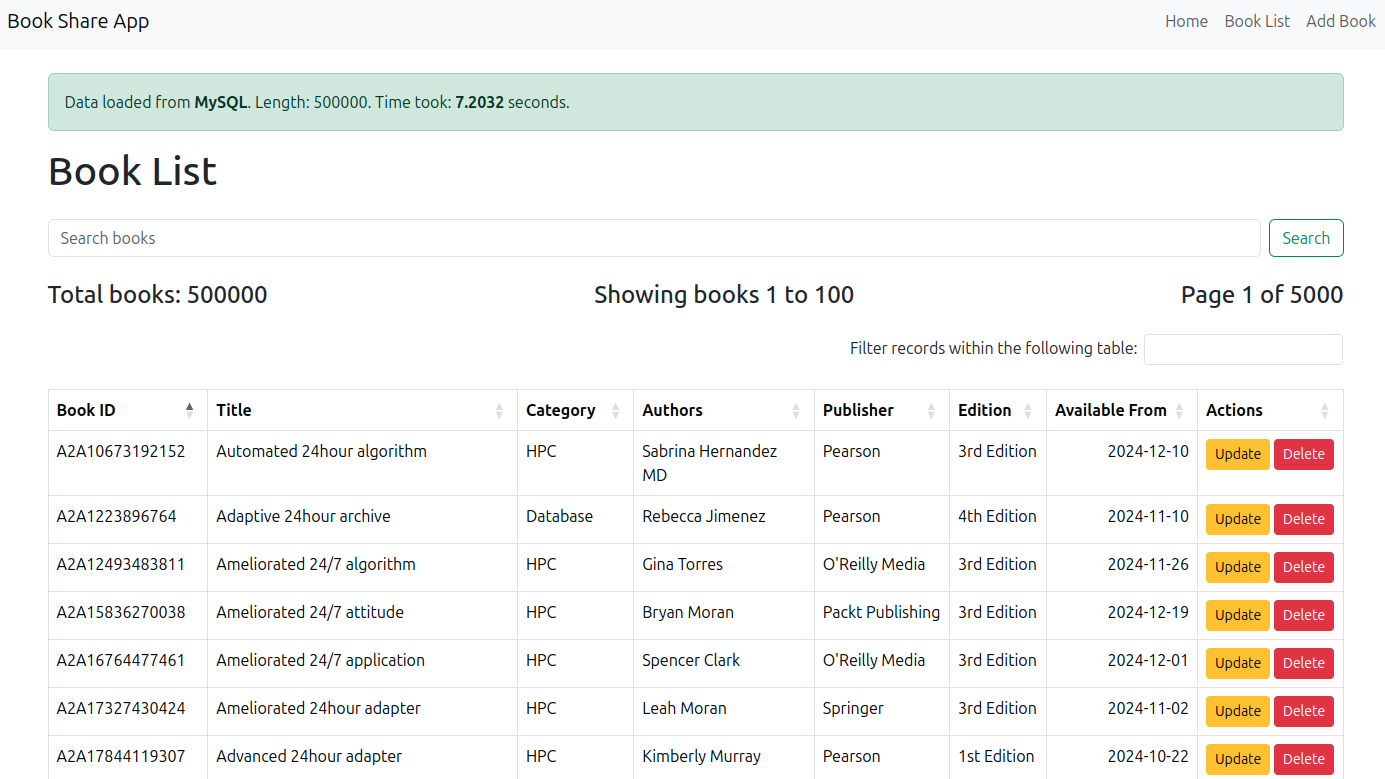 Book Share App Home Book List Add Book
Data loaded from MySQL. Length: 500000. Time took: 7.2032 seconds.
Book List
Search books Search
Total books: 500000 Showing books 1 to 100 Page 1 of 5000
Filter records within the following table:
Book ID Title Category Authors Publisher Edition Available From Actions
A2A10673192152 Automated 24hour algorithm HPC Sabrina Hernandez Pearson 3rd Edition 2024-12-10 Update Delete
MD
A2A1223896764 Adaptive 24hour archive Database Rebecca Jimenez Pearson 4th Edition 2024-11-10 Update Delete
A2A12493483811 Ameliorated 24/7 algorithm HPC Gina Torres O'Reilly Media 3rd Edition 2024-11-26 Update Delete
A2A15836270038 Ameliorated 24/7 attitude HPC Bryan Moran Packt Publishing 3rd Edition 2024-12-19 Update Delete
A2A16764477461 Ameliorated 24/7 application HPC Spencer Clark O'Reilly Media 3rd Edition 2024-12-01 Update Delete
A2A17327430424 Ameliorated 24hour adapter HPC Leah Moran Springer 3rd Edition 2024-11-02 Update Delete
A2A17844119307 Advanced 24hour adapter HPC Kimberly Murray Pearson 1st Edition 2024-10-22 Update Delete